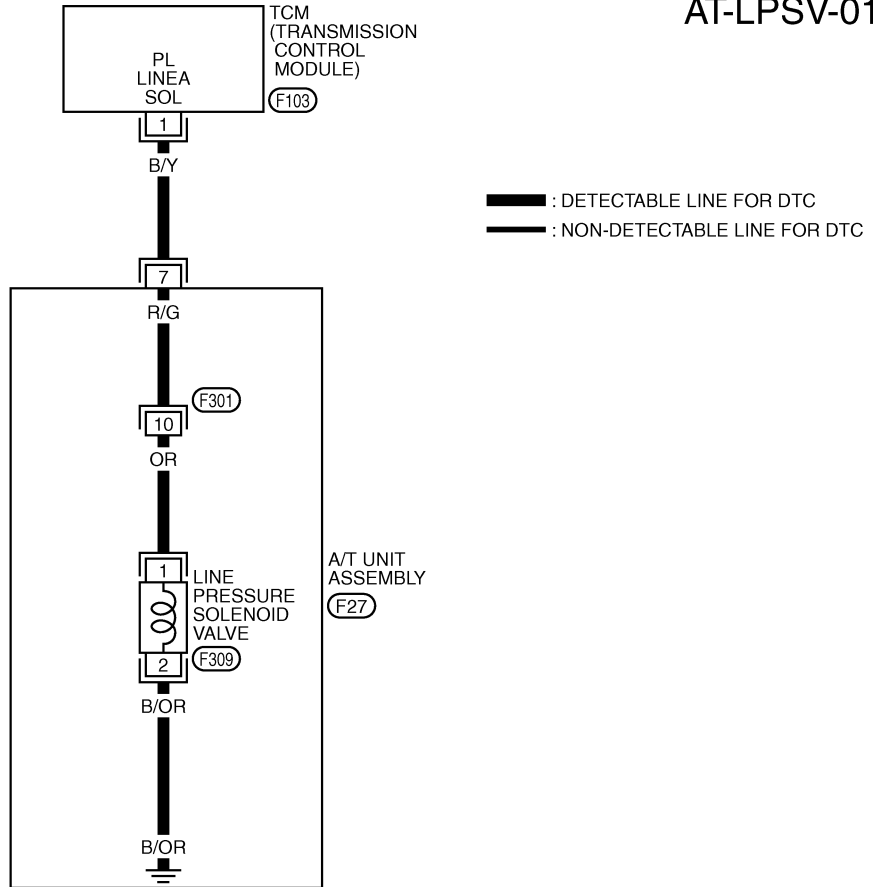 AT-LPSV-01
TCM
(TRANSMISSION
CONTROL
MODULE)
F103
PL
LINEA
SOL
1
B/Y
: DETECTABLE LINE FOR DTC
: NON-DETECTABLE LINE FOR DTC
7
R/G
F301
10
OR
1
LINE
PRESSURE
SOLENOID
VALVE
F309
2
A/T UNIT
ASSEMBLY
F27
B/OR
B/OR